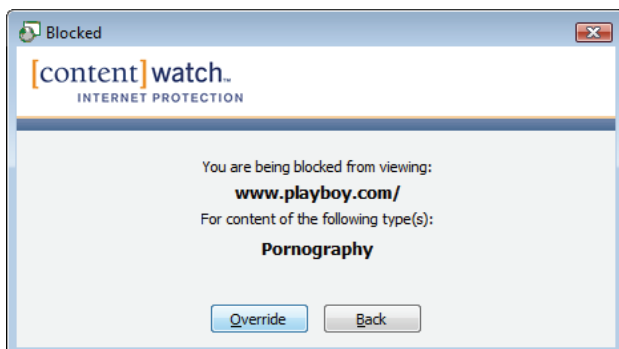 Blocked
[content]watch™
INTERNET PROTECTION
You are being blocked from viewing:
www.playboy.com/
For content of the following type(s):
Pornography
Override
Back